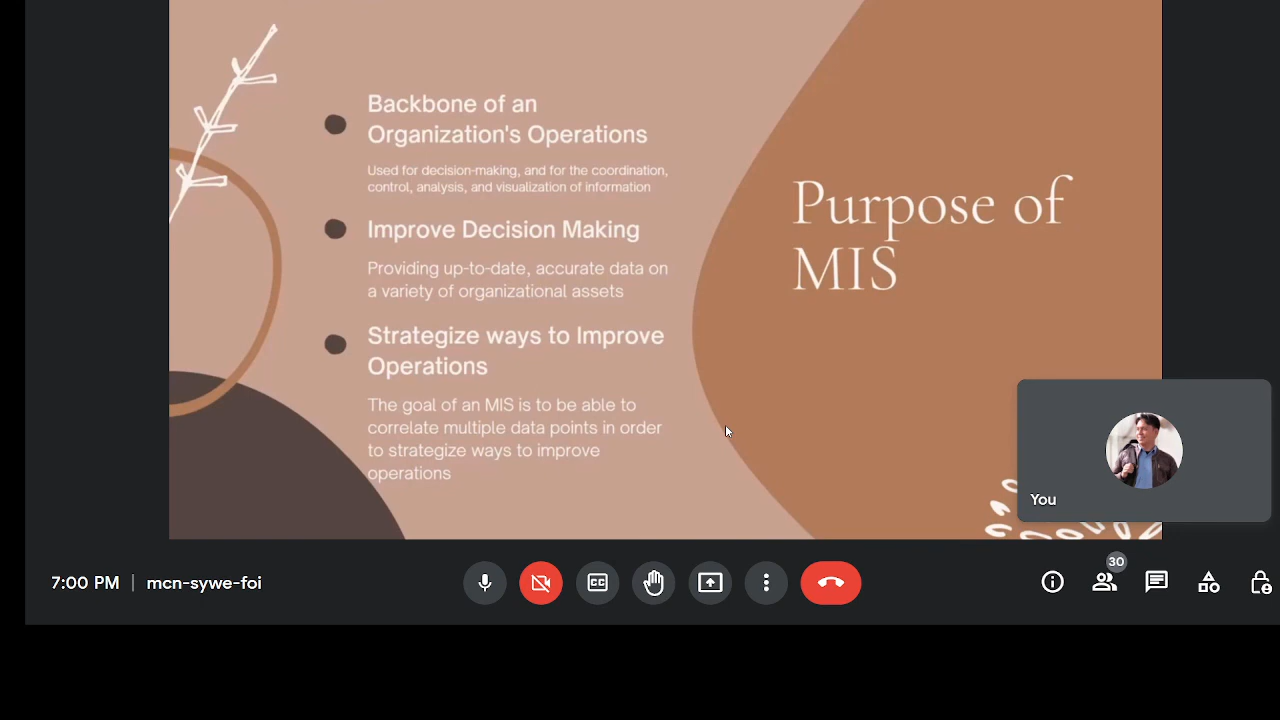 Backbone of an
Organization's Operations
Used for decision-making, and for the coordination,
control, analysis, and visualization of information
Improve Decision Making
Providing up-to-date, accurate data on
a variety of organizational assets
Strategize ways to Improve
Operations
The goal of an MIS is to be able to
correlate multiple data points in order
to strategize ways to improve
operations
Purpose of
MIS
You
7:00 PM | mcn-sywe-foi
CC
30